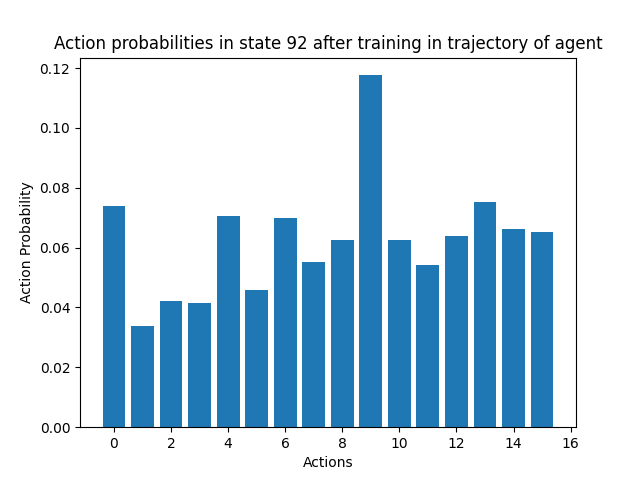 Action probabilities in state 92 after training in trajectory of agent
0.12
0.10
0.08
0.06
0.04
0.02
0.00
Action Probability
0 2 4 6 8 10 12 14 16
Actions